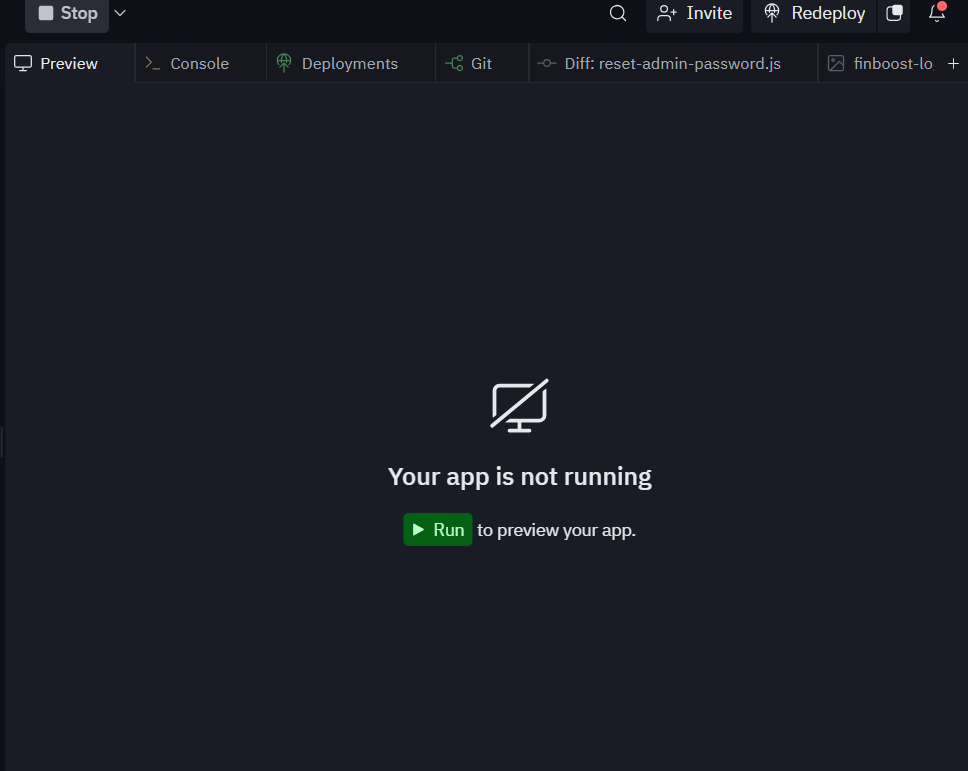 Stop
Invite
Redeploy
Preview
Console
Deployments
Git
Diff: reset-admin-password.js
finboost-lo
Your app is not running
Run to preview your app.